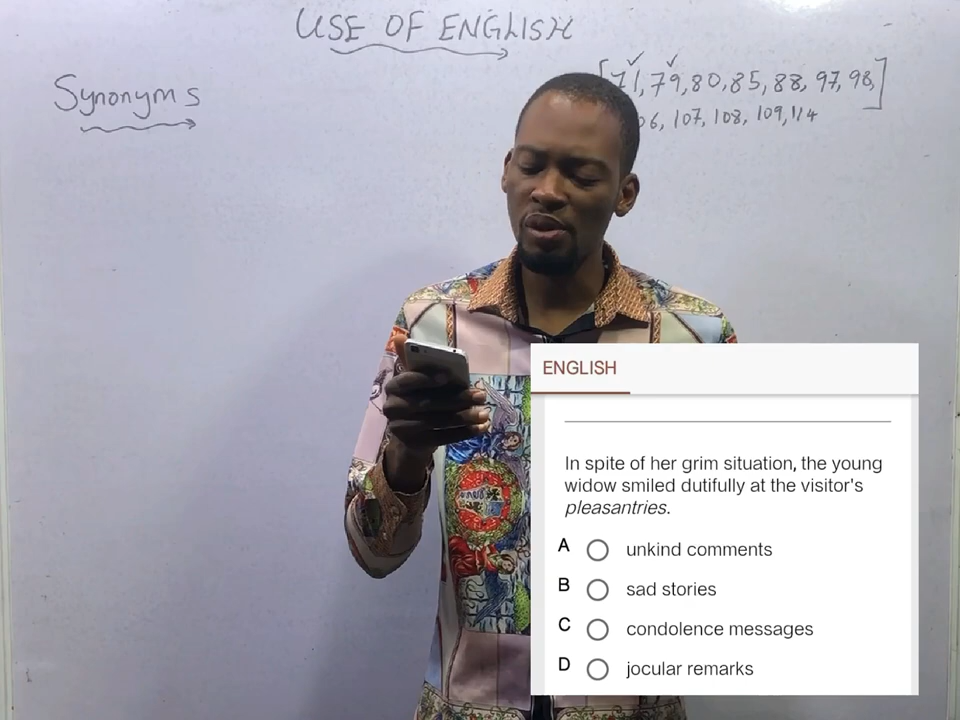 USE OF ENGLISH
Synonyms
[71, 79, 80, 85, 88, 97, 98,]
06, 107, 108, 109, 114
ENGLISH
In spite of her grim situation, the young
widow smiled dutifully at the visitor's
pleasantries.
A unkind comments
B sad stories
C condolence messages
D jocular remarks